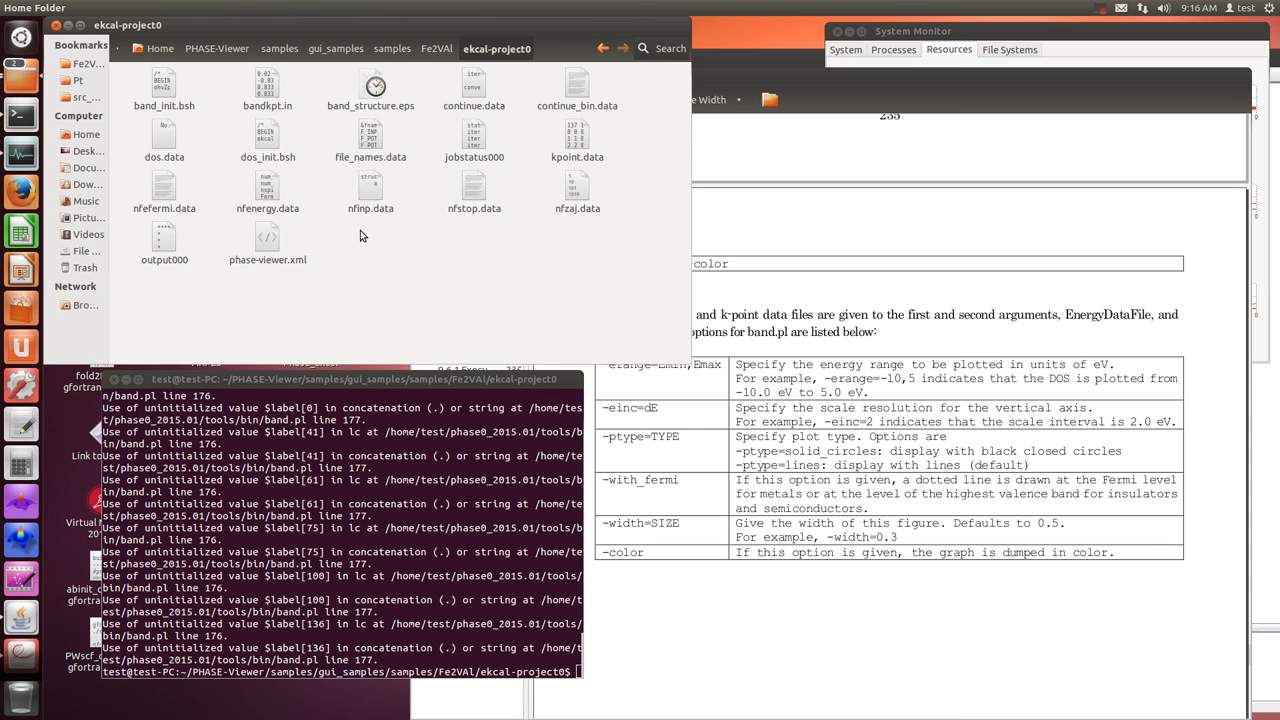 Home Folder
9:16 AM
test
ekcal-project0
System Monitor
System
Processes
Resources
File Systems
Bookmarks
Fe2V...
Pt
src_...
Computer
Home
Desk...
Docu...
Dow...
Music
Pictu...
Videos
File ...
Trash
Network
Bro...
Home
PHASE-Viewer
samples
gui_samples
samples
Fe2VAl
ekcal-project0
Search
band_init.bsh
bandkpt.in
band_structure.eps
continue.data
continue_bin.data
dos.data
dos_init.bsh
file_names.data
jobstatus000
kpoint.data
nfefermi.data
nfenergy.data
nfinp.data
nfstop.data
nfzaj.data
output000
phase-viewer.xml
e Width
235
color
and k-point data files are given to the first and second arguments, EnergyDataFile, and
options for band.pl are listed below:
-erange=Emin,Emax
Specify the energy range to be plotted in units of eV.
For example, -erange=-10,5 indicates that the DOS is plotted from
-10.0 eV to 5.0 eV.
-einc=dE
Specify the scale resolution for the vertical axis.
For example, -einc=2 indicates that the scale interval is 2.0 eV.
-ptype=TYPE
Specify plot type. Options are
-ptype=solid_circles: display with black closed circles
-ptype=lines: display with lines (default)
-with_fermi
If this option is given, a dotted line is drawn at the Fermi level
for metals or at the level of the highest valence band for insulators
and semiconductors.
-width=SIZE
Give the width of this figure. Defaults to 0.5.
For example, -width=0.3
-color
If this option is given, the graph is dumped in color.
test@test-PC: ~/PHASE-Viewer/samples/gui_samples/samples/Fe2VAl/ekcal-project0
n/band.pl line 176.
Use of uninitialized value $label[0] in concatenation (.) or string at /home/tes
t/phase0_2015.01/tools/bin/band.pl line 177.
Use of uninitialized value $label[41] in lc at /home/test/phase0_2015.01/tools/b
in/band.pl line 176.
Use of uninitialized value $label[41] in concatenation (.) or string at /home/te
st/phase0_2015.01/tools/bin/band.pl line 177.
Use of uninitialized value $label[61] in lc at /home/test/phase0_2015.01/tools/b
in/band.pl line 176.
Use of uninitialized value $label[61] in concatenation (.) or string at /home/te
st/phase0_2015.01/tools/bin/band.pl line 177.
Use of uninitialized value $label[75] in lc at /home/test/phase0_2015.01/tools/b
in/band.pl line 176.
Use of uninitialized value $label[75] in concatenation (.) or string at /home/te
st/phase0_2015.01/tools/bin/band.pl line 177.
Use of uninitialized value $label[100] in lc at /home/test/phase0_2015.01/tools/
bin/band.pl line 176.
Use of uninitialized value $label[100] in concatenation (.) or string at /home/t
est/phase0_2015.01/tools/bin/band.pl line 177.
Use of uninitialized value $label[136] in lc at /home/test/phase0_2015.01/tools/
bin/band.pl line 176.
Use of uninitialized value $label[136] in concatenation (.) or string at /home/t
est/phase0_2015.01/tools/bin/band.pl line 177.
test@test-PC:~/PHASE-Viewer/samples/gui_samples/samples/Fe2VAl/ekcal-project0$
fold2
gfortran
Link to
Virtual M
abinit_
gfortra
PWscf_
gfortra